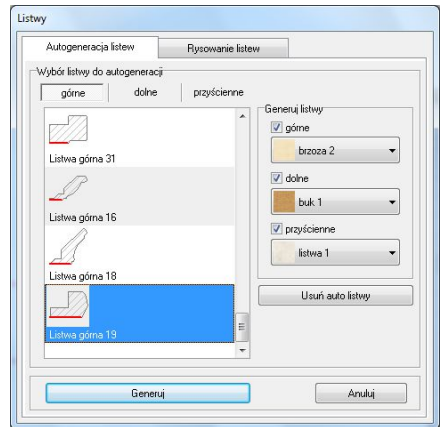 Listwy
Autogeneracja listew
Rysowanie listew
Wybór listwy do autogeneracji
górne
dolne
przyścienne
Listwa górna 31
Listwa górna 16
Listwa górna 18
Listwa górna 19
Generuj listwy
górne
brzoza 2
dolne
buk 1
przyścienne
listwa 1
Usuń auto listwy
Generuj
Anuluj